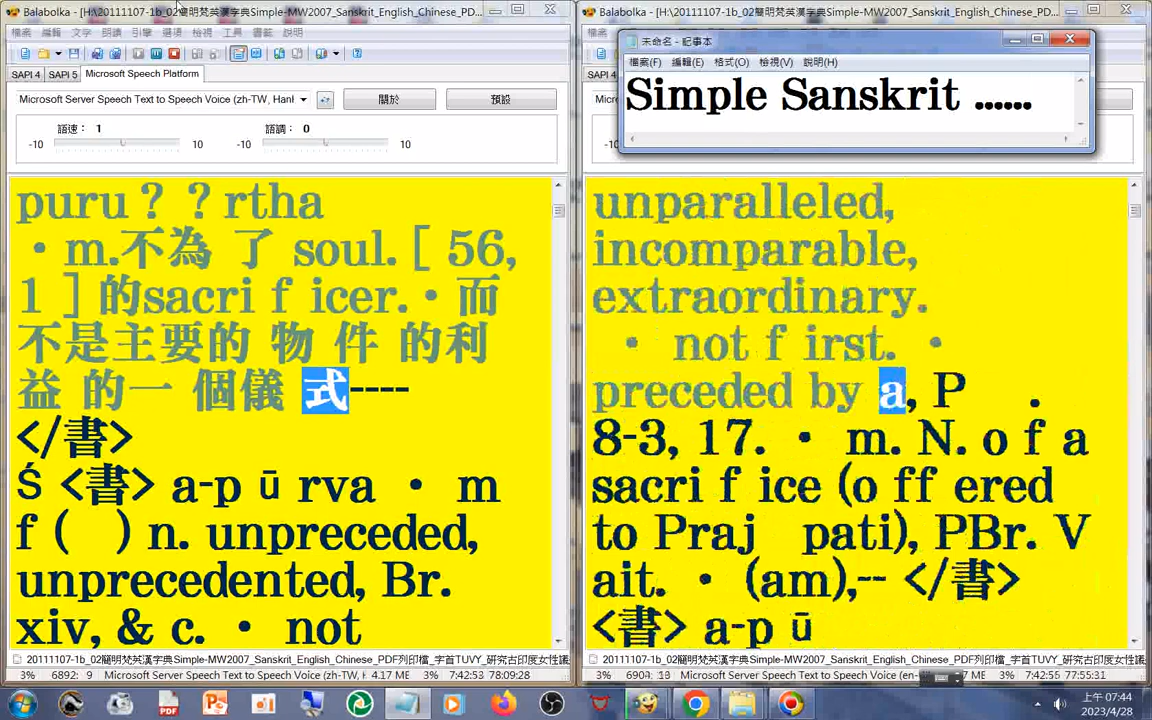 Balabolka - [H:\20111107-1b_02簡明梵英漢字典Simple-MW2007_Sanskrit_English_Chinese_PD...
檔案 編輯 文字 朗讀 引擎 選項 檢視 工具 書籤 說明
SAPI 4 SAPI 5 Microsoft Speech Platform
Microsoft Server Speech Text to Speech Voice (zh-TW, HanH 關於 預設
語速： 1 語調： 0
-10 10 -10 10
puru？？rtha
・m.不為 了 soul.[ 56,
1 ] 的sacri f icer.・而
不是主要的 物 件 的利
益 的一 個儀 式----
</書>
Ś <書> a-p ū rva ・ m
f ( ) n. unpreceded,
unprecedented, Br.
xiv, & c. ・ not
20111107-1b_02簡明梵英漢字典Simple-MW2007_Sanskrit_English_Chinese_PDF列印檔_字首TUVY_研究古印度女性議
3% 6892: 9 Microsoft Server Speech Text to Speech Voice (zh-TW, H 4.17 ME 3% 7:42:53 78:09:28
Balabolka - [H:\20111107-1b_02簡明梵英漢字典Simple-MW2007_Sanskrit_English_Chinese_PD...
檔案
SAPI 4
未命名 - 記事本
檔案(F) 編輯(E) 格式(O) 檢視(V) 說明(H)
Simple Sanskrit ......
-10
unparalleled,
incomparable,
extraordinary.
・ not f irst. ・
preceded by a, P .
8-3, 17. ・ m. N. o f a
sacri f ice (o ff ered
to Praj pati), PBr. V
ait. ・ (am),-- </書>
<書> a-p ū
20111107-1b_02簡明梵英漢字典Simple-MW2007_Sanskrit_English_Chinese_PDF列印檔_字首TUVY_研究古印度女性議
3% 6904: 13 Microsoft Server Speech Text to Speech Voice (en- 4.17 ME 3% 7:42:55 77:55:31
上午 07:44
2023/4/28